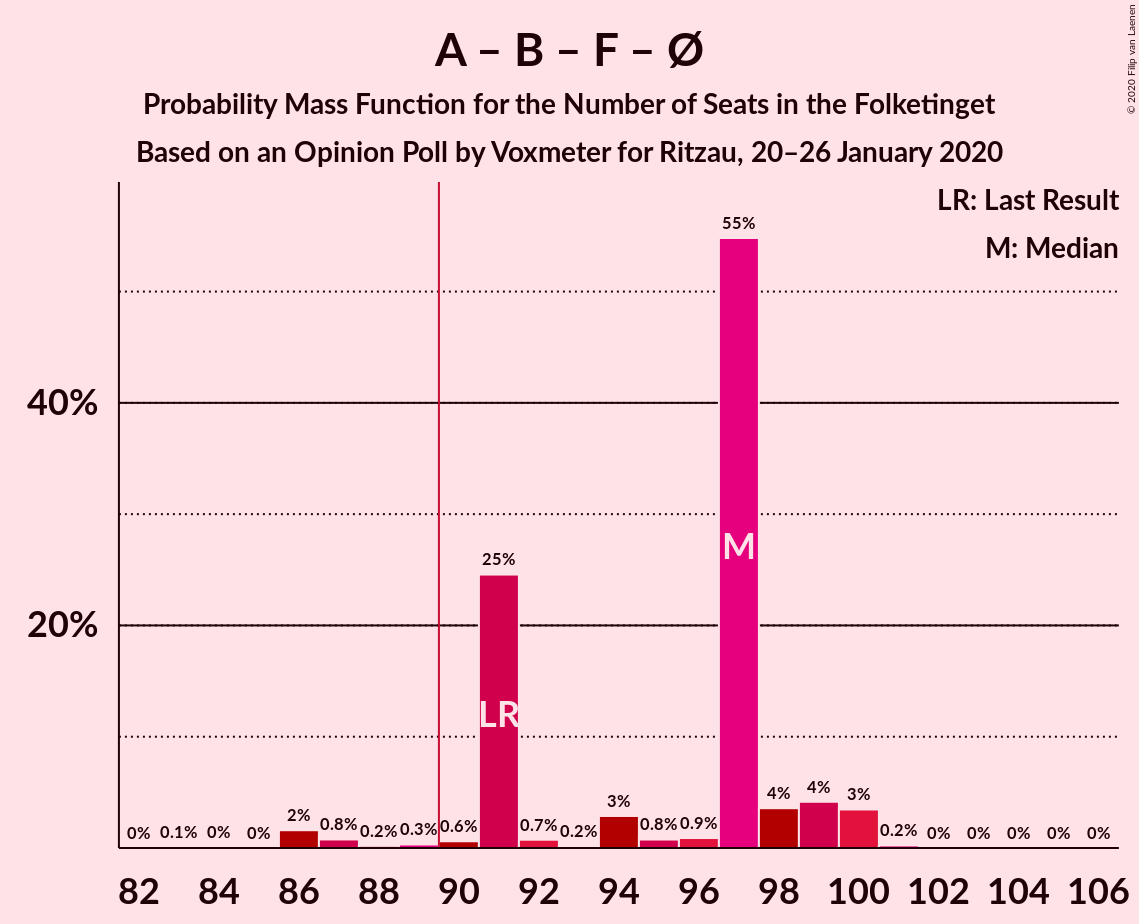 A – B – F – Ø
Probability Mass Function for the Number of Seats in the Folketinget
Based on an Opinion Poll by Voxmeter for Ritzau, 20–26 January 2020
© 2020 Filip van Laenen
LR: Last Result
M: Median
55%
40%
25%
M
20%
LR
0% 0.1% 0% 0% 2% 0.8% 0.2% 0.3% 0.6% 0.7% 0.2% 3% 0.8% 0.9% 4% 4% 3% 0.2% 0% 0% 0% 0% 0%
82 84 86 88 90 92 94 96 98 100 102 104 106